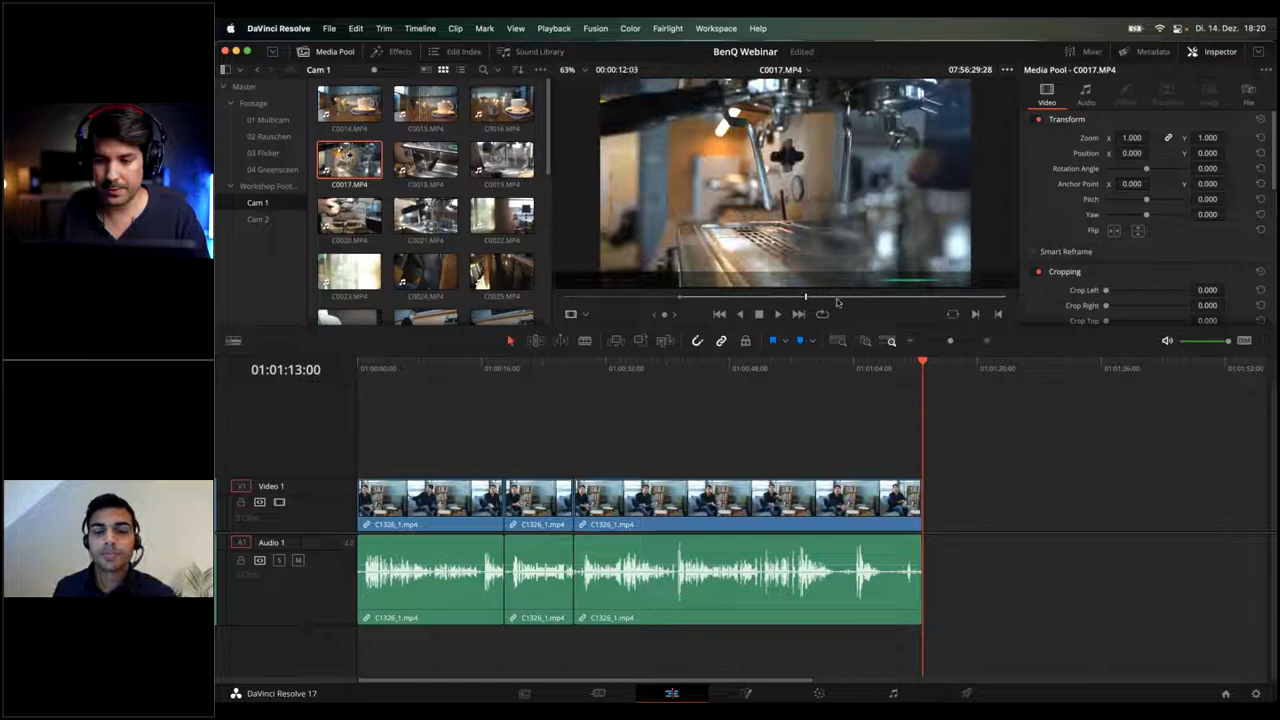 DaVinci Resolve File Edit Trim Timeline Clip Mark View Playback Fusion Color Fairlight Workspace Help Di. 14. Dez. 18:20
Media Pool Effects Edit Index Sound Library BenQ Webinar Edited Mixer Metadata Inspector
Cam 1 63% 00:00:12:03 C0017.MP4 07:56:29:28 Media Pool - C0017.MP4
Master
Footage
01 Multicam
02 Rauschen
03 Flicker
04 Greensceen
Workshop Foot...
Cam 1
Cam 2
C0014.MP4 C0015.MP4 C0016.MP4
C0017.MP4 C0018.MP4 C0019.MP4
C0020.MP4 C0021.MP4 C0022.MP4
C0023.MP4 C0024.MP4 C0025.MP4
Video Audio File
Transform
Zoom X 1.000 Y 1.000
Position X 0.000 Y 0.000
Rotation Angle 0.000
Anchor Point X 0.000 Y 0.000
Pitch 0.000
Yaw 0.000
Flip
Smart Reframe
Cropping
Crop Left 0.000
Crop Right 0.000
Crop Top 0.000
DIM
01:01:13:00 01:00:00:00 01:00:16:00 01:00:32:00 01:00:48:00 01:01:04:00 01:01:20:00 01:01:36:00 01:01:52:00
V1 Video 1
C1326_1.mp4 C1326_1.mp4 C1326_1.mp4
A1 Audio 1 2.0
S M
C1326_1.mp4 C1326_1.mp4 C1326_1.mp4
DaVinci Resolve 17